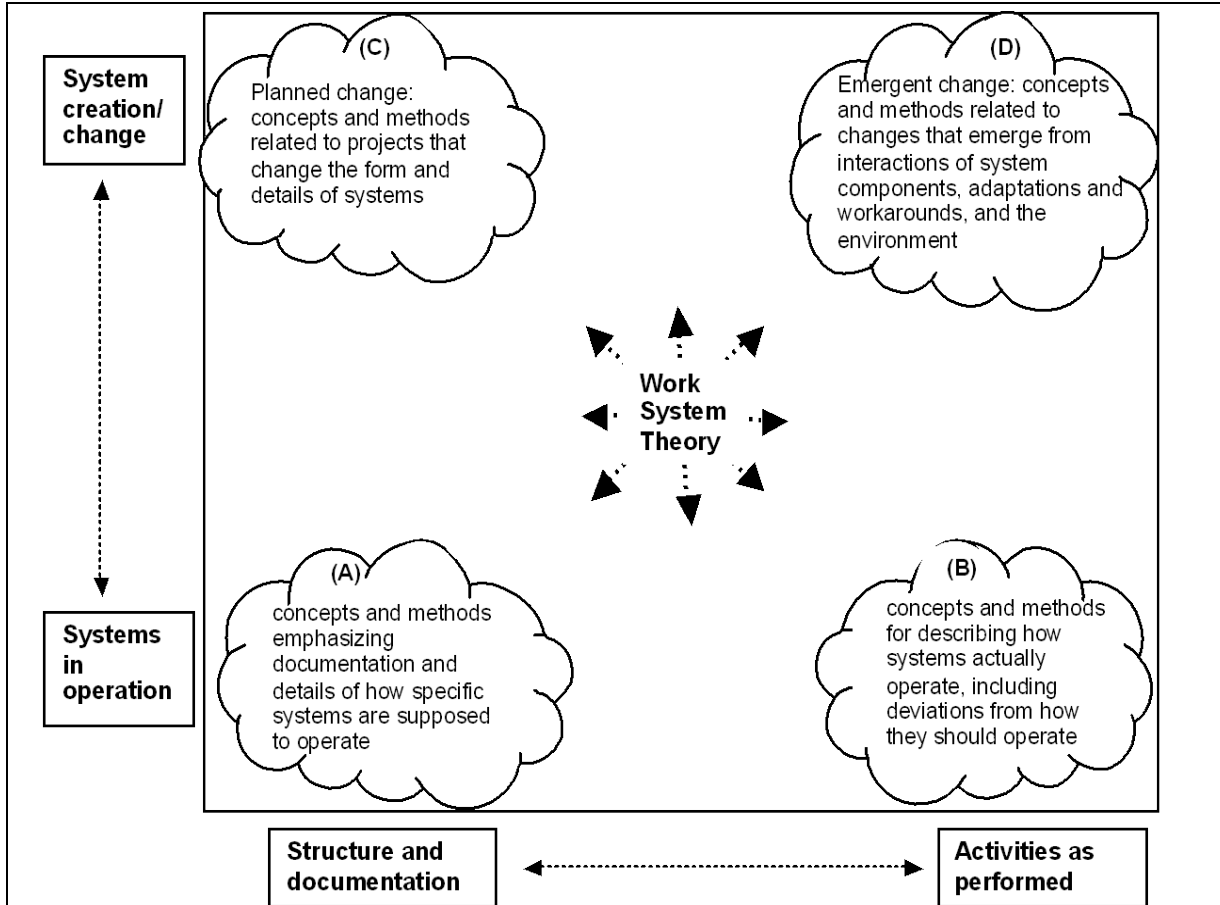 System
creation/
change
(C)
Planned change:
concepts and methods
related to projects that
change the form and
details of systems
(D)
Emergent change: concepts
and methods related to
changes that emerge from
interactions of system
components, adaptations and
workarounds, and the
environment
Work
System
Theory
Systems
in
operation
(A)
concepts and methods
emphasizing
documentation and
details of how specific
systems are supposed
to operate
(B)
concepts and methods
for describing how
systems actually
operate, including
deviations from how
they should operate
Structure and
documentation
Activities as
performed